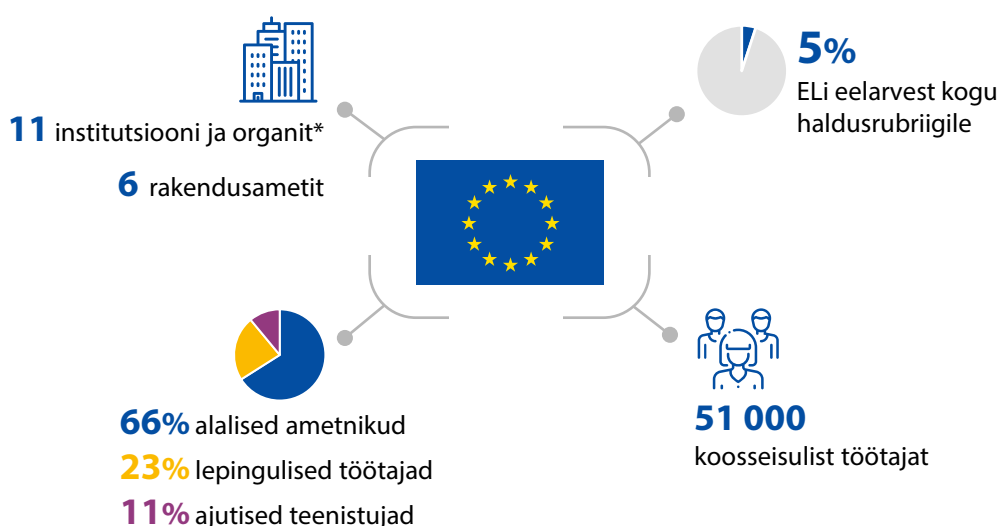 11 institutsiooni ja organit*
6 rakendusametit
5%
ELi eelarvest kogu
haldusrubriigile
66% alalised ametnikud
23% lepingulised töötajad
11% ajutised teenistujad
51 000
koosseisulist töötajat